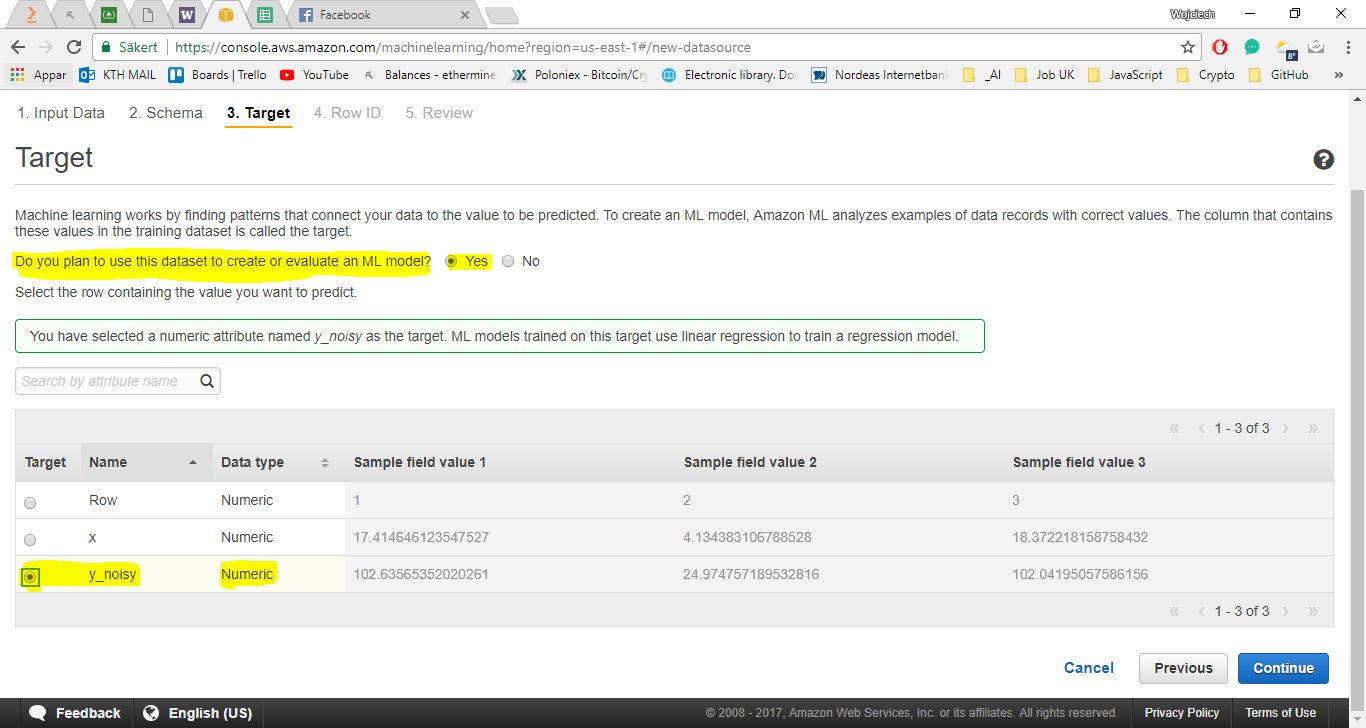 Facebook
Wojciech
Säkert
https://console.aws.amazon.com/machinelearning/home?region=us-east-1#/new-datasource
8°
Appar KTH MAIL Boards | Trello YouTube Balances - ethermine Poloniex - Bitcoin/Cry Electronic library. Do Nordeas Internetban _AI Job UK JavaScript Crypto GitHub »
1. Input Data 2. Schema 3. Target 4. Row ID 5. Review
Target
?
Machine learning works by finding patterns that connect your data to the value to be predicted. To create an ML model, Amazon ML analyzes examples of data records with correct values. The column that contains
these values in the training dataset is called the target.
Do you plan to use this dataset to create or evaluate an ML model? Yes No
Select the row containing the value you want to predict.
You have selected a numeric attribute named y_noisy as the target. ML models trained on this target use linear regression to train a regression model.
Search by attribute name
« ‹ 1 - 3 of 3 › »
Target Name Data type Sample field value 1 Sample field value 2 Sample field value 3
Row Numeric 1 2 3
x Numeric 17.414646123547527 4.134383106788528 18.372218158758432
y_noisy Numeric 102.63565352020261 24.974757189532816 102.04195057586156
« ‹ 1 - 3 of 3 › »
Cancel Previous Continue
Feedback English (US) © 2008 - 2017, Amazon Web Services, Inc. or its affiliates. All rights reserved. Privacy Policy Terms of Use